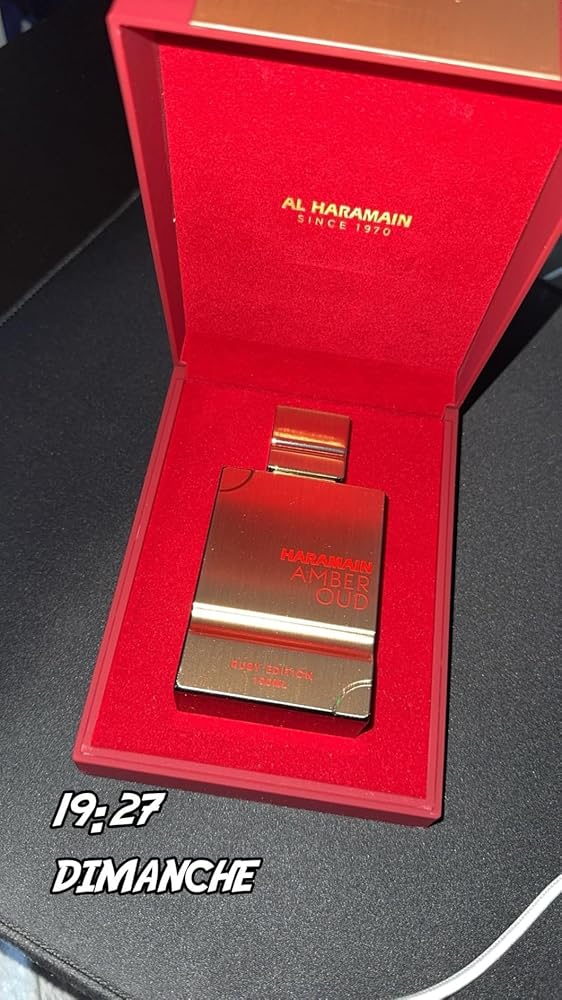 AL HARAMAIN
SINCE 1970
HARAMAIN
AMBER
OUD
RUBY EDITION
100ML
19:27
DIMANCHE